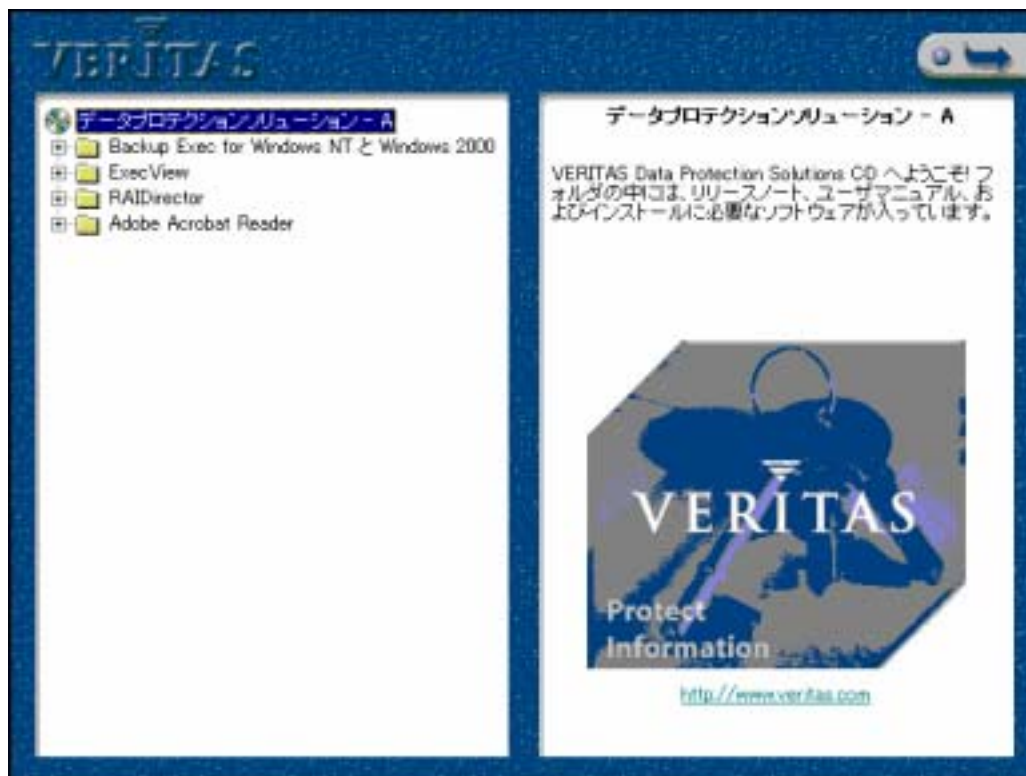 VERITAS
データプロテクションソリューション - A
Backup Exec for Windows NT と Windows 2000
ExecView
RAIDirector
Adobe Acrobat Reader
データプロテクションソリューション - A
VERITAS Data Protection Solutions CD へようこそ! フ
ォルダの中には、リリースノート、ユーザマニュアル、お
よびインストールに必要なソフトウェアが入っています。
VERITAS
Protect
Information
http://www.veritas.com